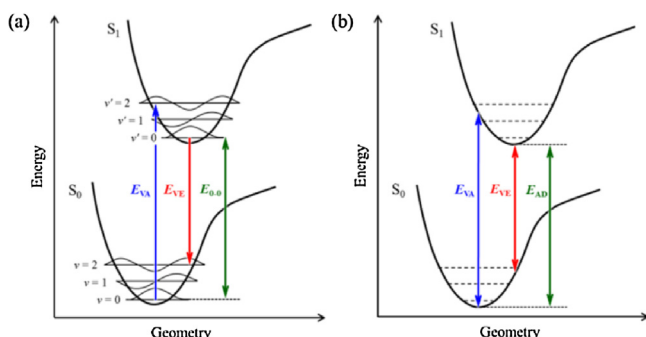 (a)
S1
v' = 2
v' = 1
v' = 0
EVA
EVE
E0-0
Energy
S0
v = 2
v = 1
v = 0
Geometry
(b)
S1
EVA
EVE
EAD
Energy
S0
Geometry